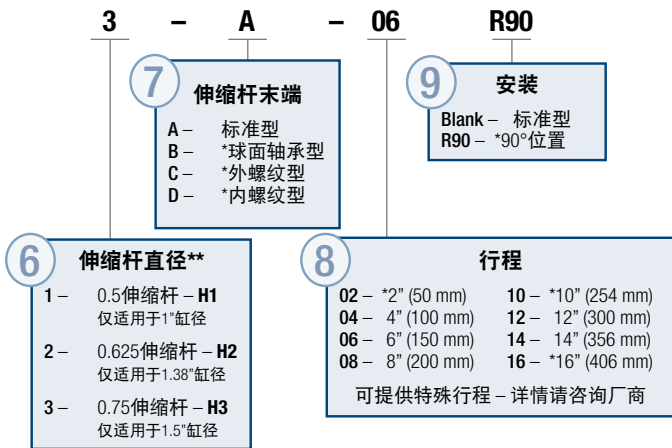 3 – A – 06 R90
7
伸缩杆末端
A – 标准型
B – *球面轴承型
C – *外螺纹型
D – *内螺纹型
9
安装
Blank – 标准型
R90 – *90°位置
6
伸缩杆直径**
1 – 0.5伸缩杆 – H1
仅适用于1”缸径
2 – 0.625伸缩杆 – H2
仅适用于1.38”缸径
3 – 0.75伸缩杆 – H3
仅适用于1.5”缸径
8
行程
02 – *2” (50 mm) 10 – *10” (254 mm)
04 – 4” (100 mm) 12 – 12” (300 mm)
06 – 6” (150 mm) 14 – 14” (356 mm)
08 – 8” (200 mm) 16 – *16” (406 mm)
可提供特殊行程 – 详情请咨询厂商